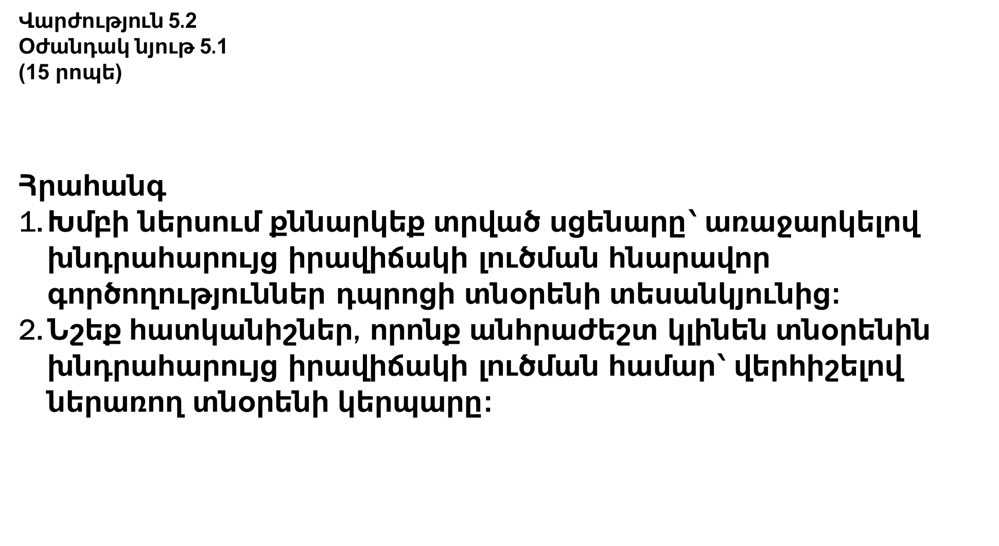 Վարժություն 5.2
Օժանդակ նյութ 5.1
(15 րոպե)
Հրահանգ
1. Խմբի ներսում քննարկեք տրված սցենարը՝ առաջարկելով
խնդրահարույց իրավիճակի լուծման հնարավոր
գործողություններ դպրոցի տնօրենի տեսանկյունից:
2. Նշեք հատկանիշներ, որոնք անհրաժեշտ կլինեն տնօրենին
խնդրահարույց իրավիճակի լուծման համար՝ վերհիշելով
ներառող տնօրենի կերպարը: